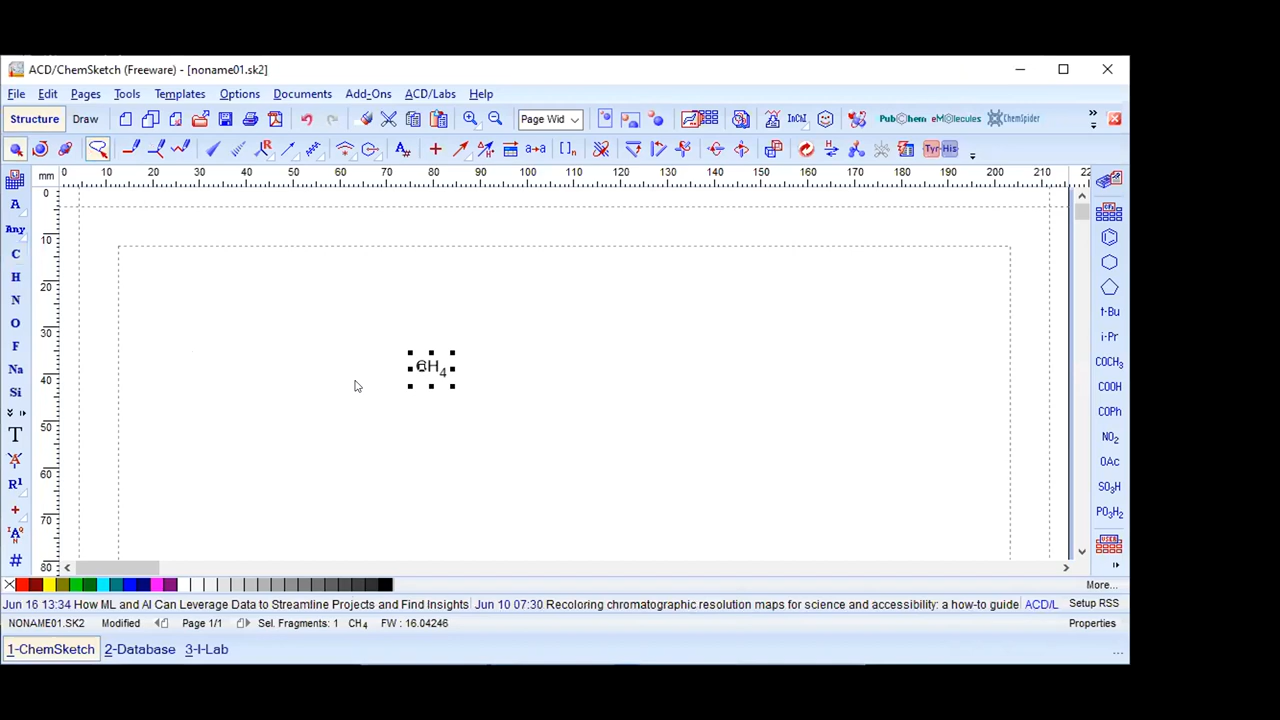 ACD/ChemSketch (Freeware) - [noname01.sk2]
File Edit Pages Tools Templates Options Documents Add-Ons ACD/Labs Help
Structure Draw Page Wid InChI PubChem eMolecules ChemSpider
Tyr His
mm 0 10 20 30 40 50 60 70 80 90 100 110 120 130 140 150 160 170 180 190 200 210 22
0
A
Any
10
C
H
20
N
O
30
F
Na
40
Si
50
T
60
R1
70
#
80
CH4
t-Bu
i-Pr
COCH3
COOH
COPh
NO2
OAc
SO3H
PO3H2
More...
Jun 16 13:34 How ML and AI Can Leverage Data to Streamline Projects and Find Insights Jun 10 07:30 Recoloring chromatographic resolution maps for science and accessibility: a how-to guide ACD/L Setup RSS
NONAME01.SK2 Modified Page 1/1 Sel. Fragments: 1 CH4 FW : 16.04246 Properties
1-ChemSketch 2-Database 3-I-Lab ...